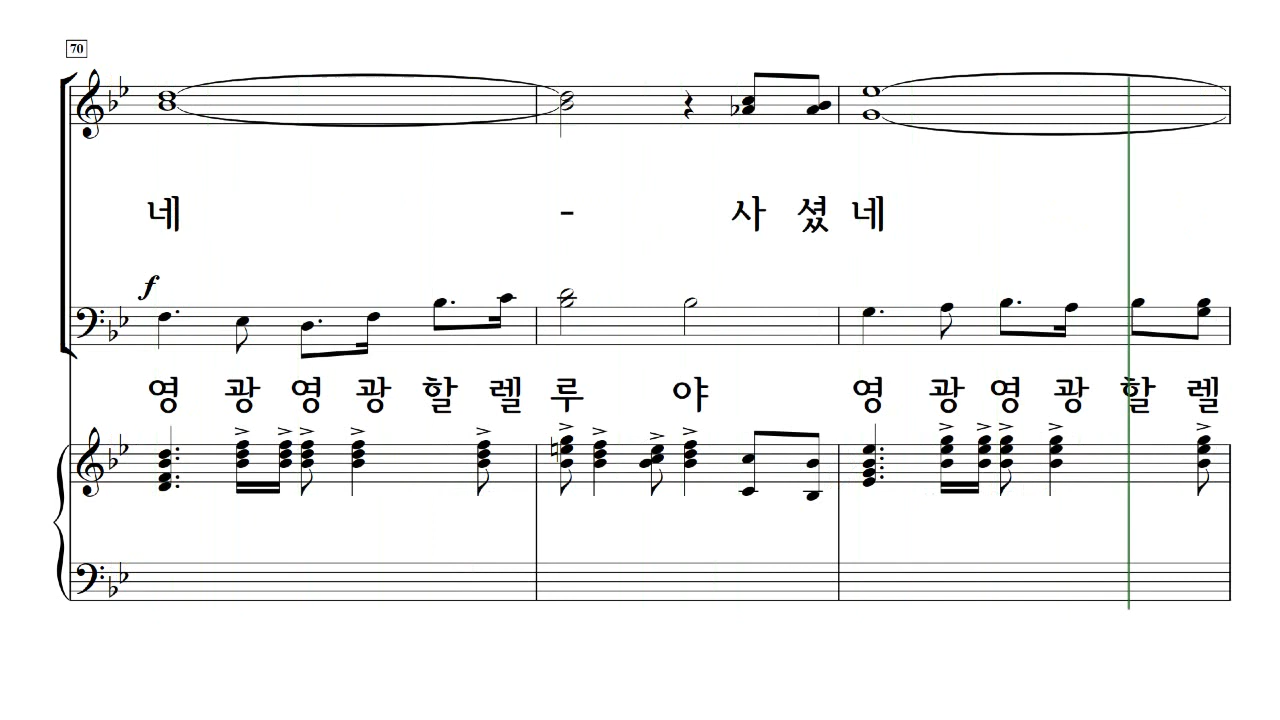 70
네 - 사 셨 네
f
영 광 영 광 할 렐 루 야 영 광 영 광 할 렐